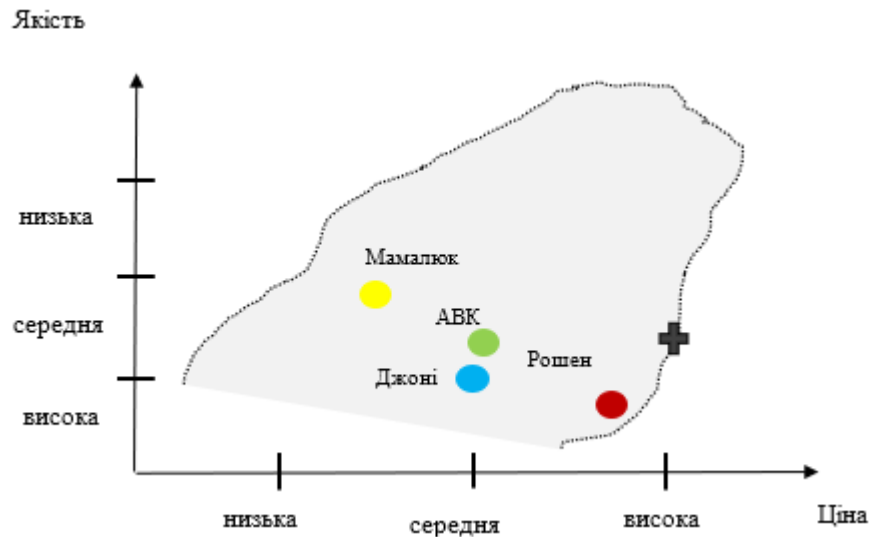 Якість
низька
Мамалюк
середня
АВК
Джоні
Рошен
висока
низька
середня
висока
Ціна